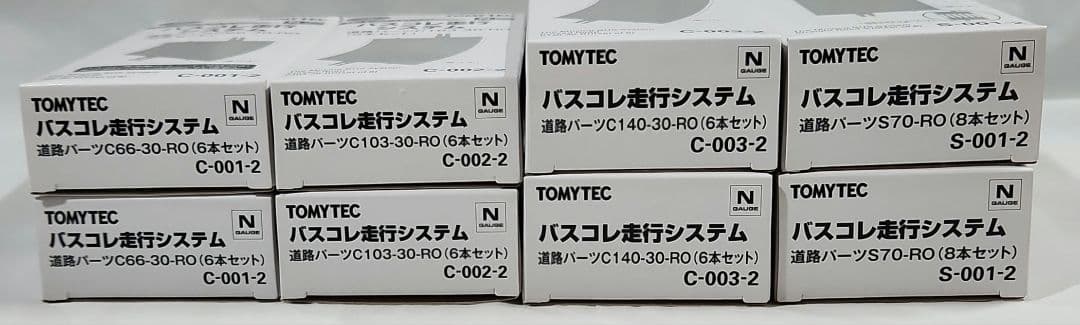 C-001-2
C-002-2
C-003-2
S-001-2
TOMYTEC
N
GAUGE
バスコレ走行システム
道路パーツC66-30-RO(6本セット)
C-001-2
TOMYTEC
N
GAUGE
バスコレ走行システム
道路パーツC103-30-RO(6本セット)
C-002-2
TOMYTEC
N
GAUGE
バスコレ走行システム
道路パーツC140-30-RO(6本セット)
C-003-2
TOMYTEC
N
GAUGE
バスコレ走行システム
道路パーツS70-RO(8本セット)
S-001-2
TOMYTEC
N
GAUGE
バスコレ走行システム
道路パーツC66-30-RO(6本セット)
C-001-2
TOMYTEC
N
GAUGE
バスコレ走行システム
道路パーツC103-30-RO(6本セット)
C-002-2
TOMYTEC
N
GAUGE
バスコレ走行システム
道路パーツC140-30-RO(6本セット)
C-003-2
TOMYTEC
N
GAUGE
バスコレ走行システム
道路パーツS70-RO(8本セット)
S-001-2